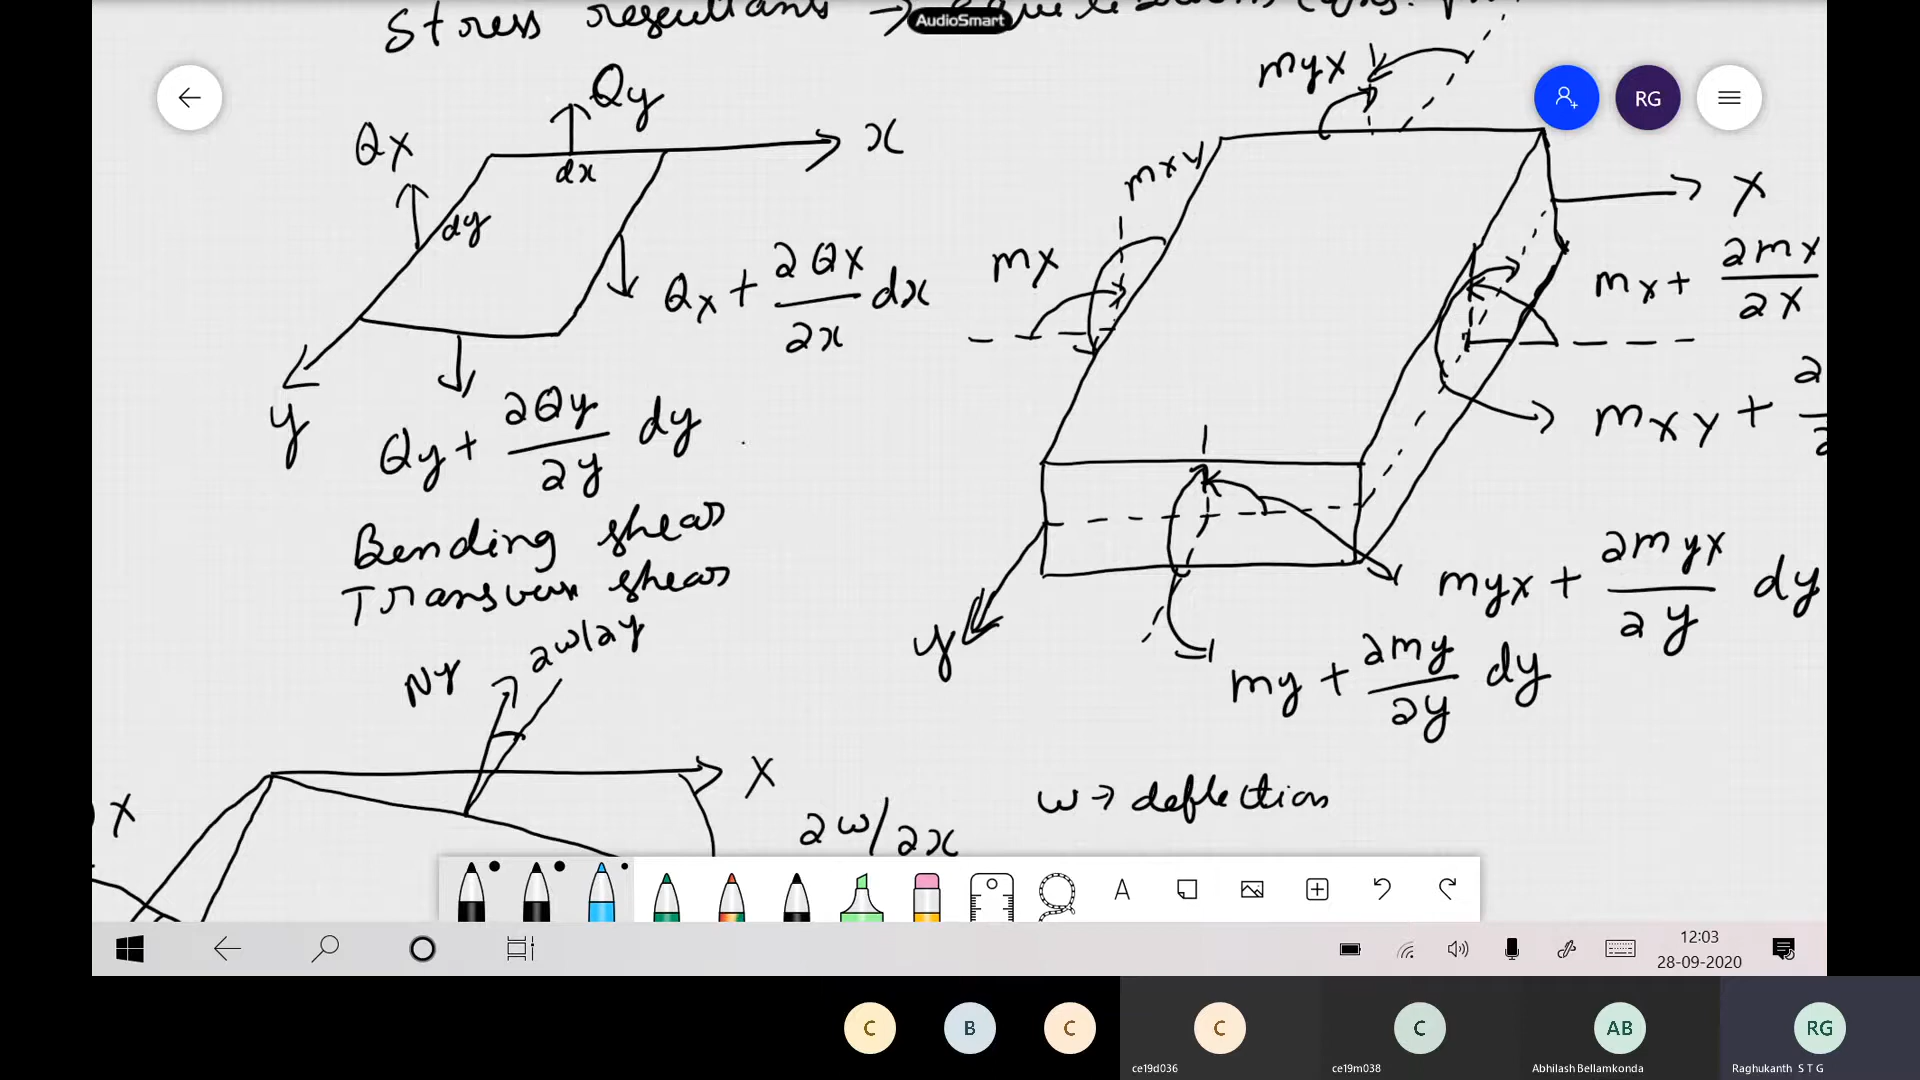 Stress resultants →
AudioSmart
Qy
Qx
x
dx
dy
Qx + ∂Qx/∂x dx
y
Qy + ∂Qy/∂y dy
Bending shear
Transverse shear
Ny
∂w/∂y
X
X
∂w/∂x
w → deflection
myx
mxy
mx
X
mx + ∂mx/∂x
mxy + ∂
myx + ∂myx/∂y dy
y
my + ∂my/∂y dy
RG
A
12:03
28-09-2020
C
B
C
C
C
AB
RG
ce19d036
ce19m038
Abhilash Bellamkonda
Raghukanth S T G